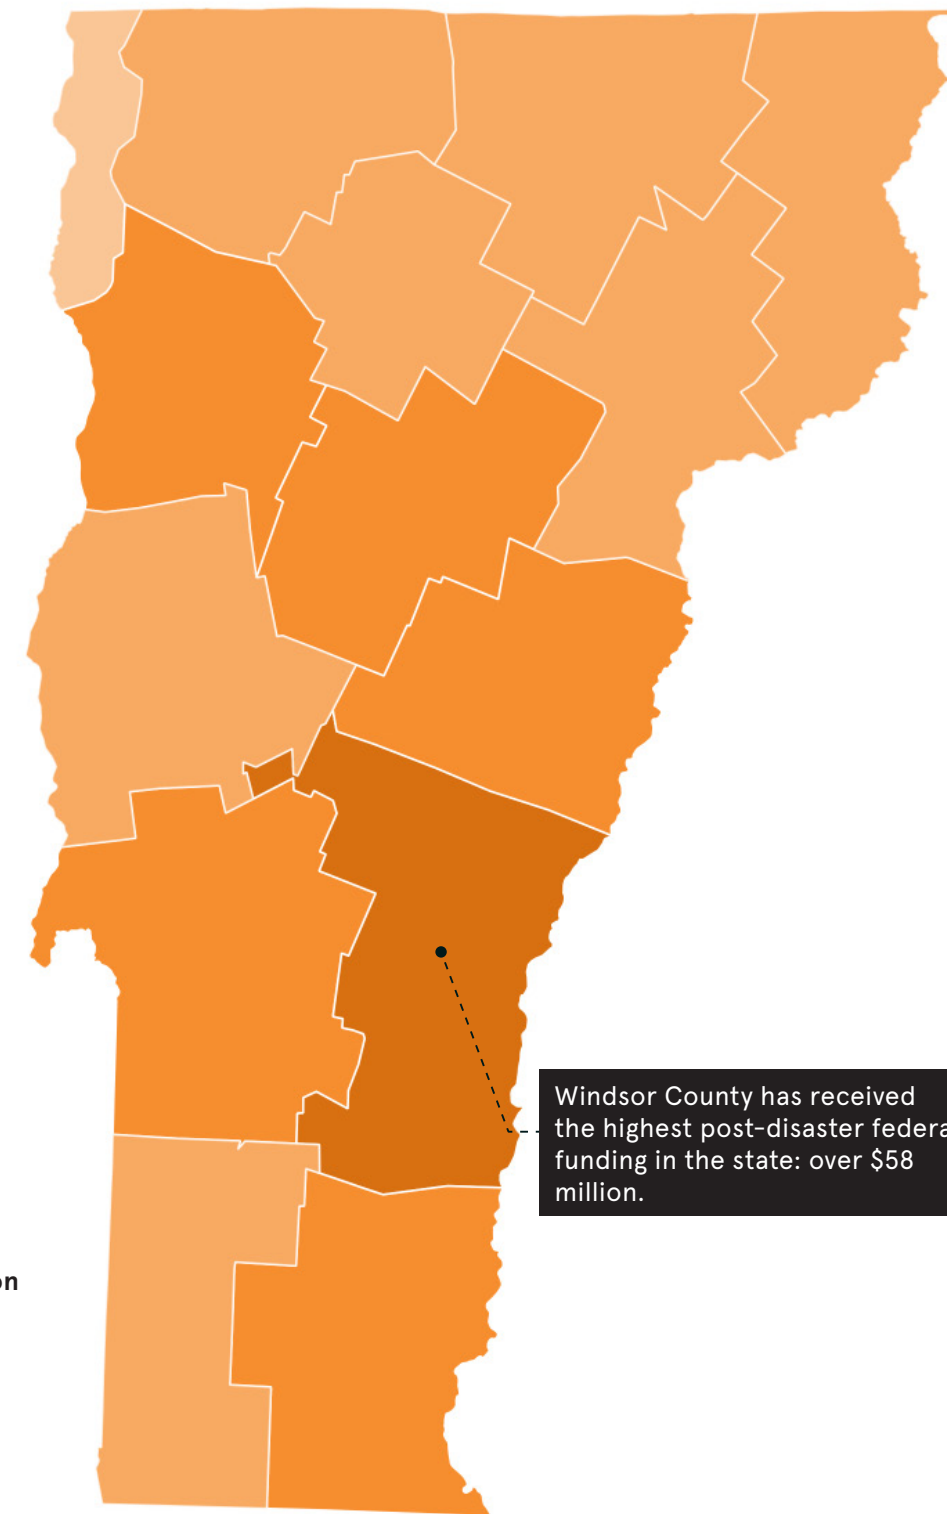 Windsor County has received
the highest post-disaster federa
funding in the state: over $58
million.
on